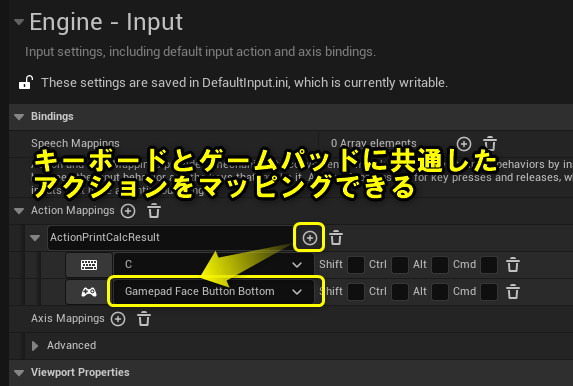 Engine - Input
Input settings, including default input action and axis bindings.
These settings are saved in DefaultInput.ini, which is currently writable.
Bindings
Speech Mappings
0 Array elements
キーボードとゲームパッドに共通した
アクションをマッピングできる
behaviors by ins
for key presses and releases, w
Action Mappings
ActionPrintCalcResult
C
Shift Ctrl Alt Cmd
Gamepad Face Button Bottom
Shift Ctrl Alt Cmd
Axis Mappings
Advanced
Viewport Properties